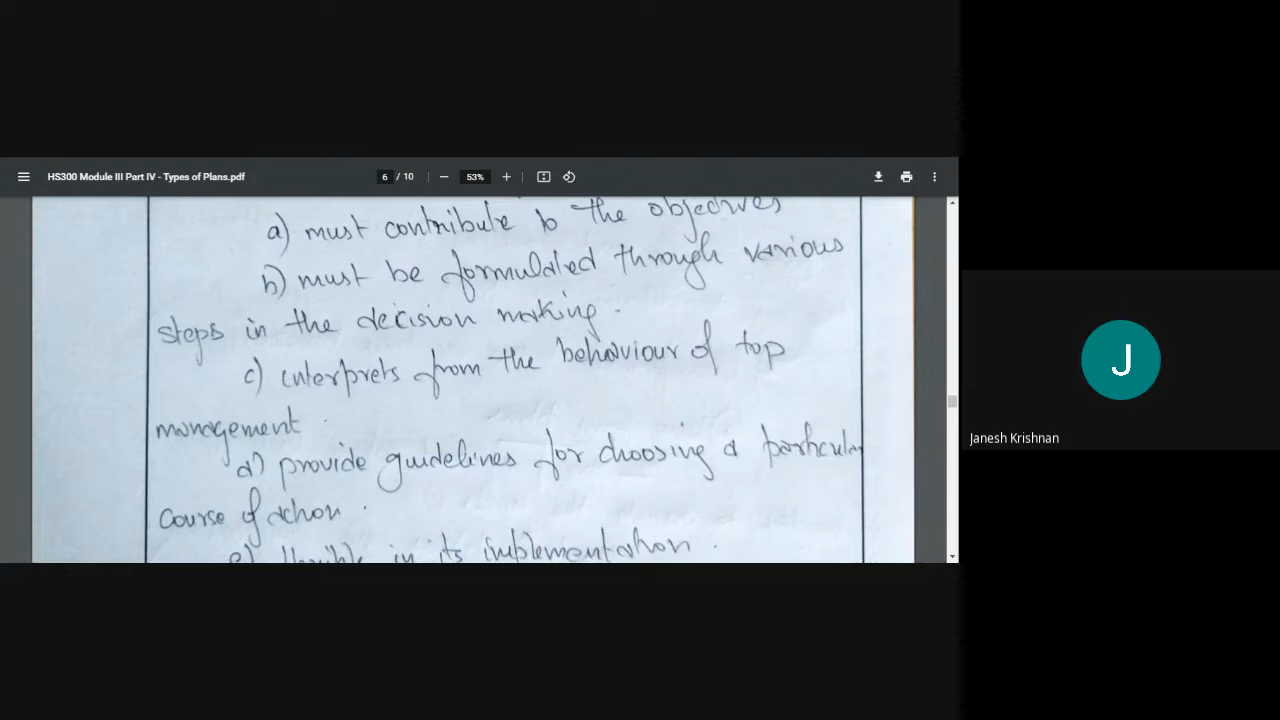 HS300 Module III Part IV - Types of Plans.pdf
6 / 10
53%
a) must contribute to the objectives
b) must be formulated through various
steps in the decision making.
c) interprets from the behaviour of top
management.
d) provide guidelines for choosing a particular
course of action.
e) flexible in its implementation.
J
Janesh Krishnan